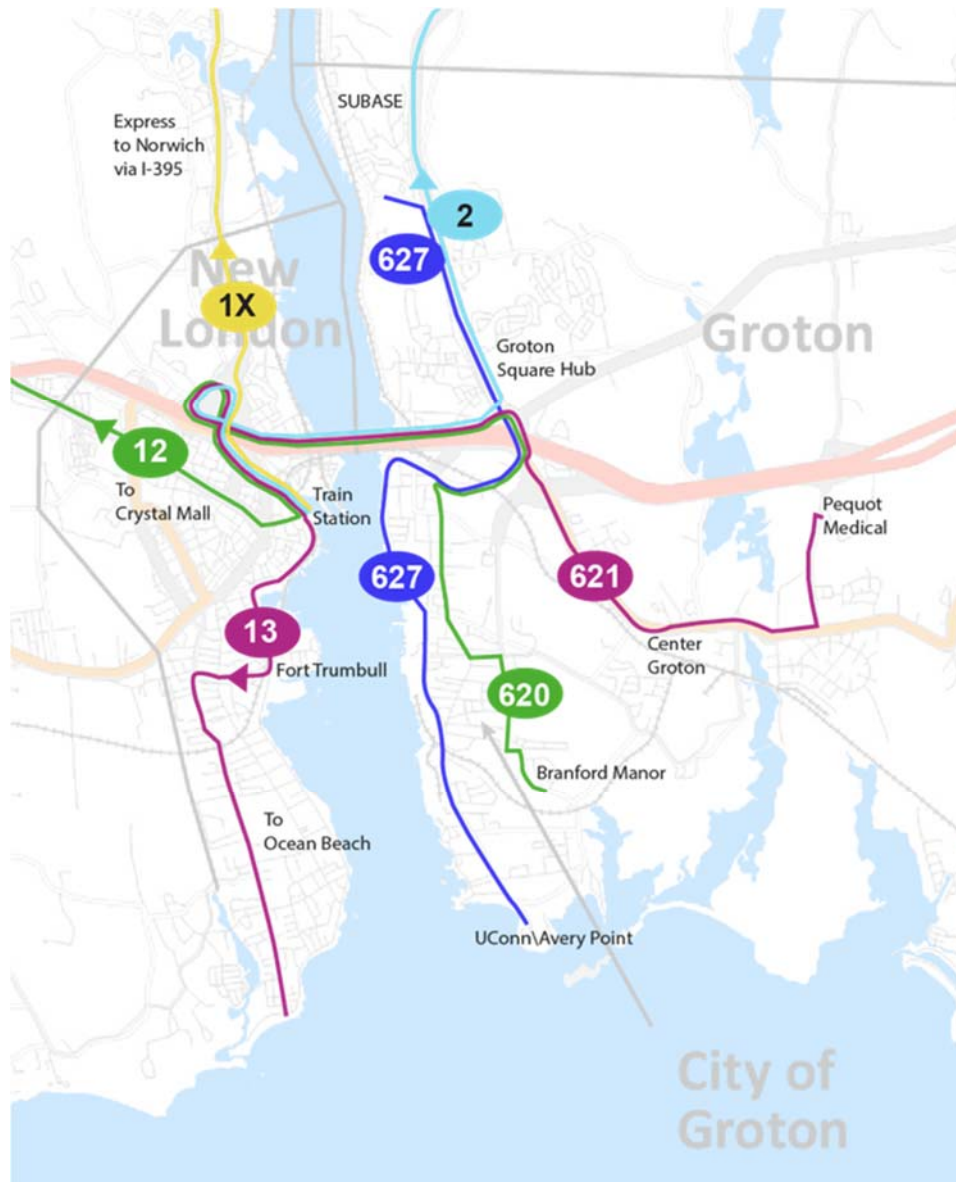 SUBASE
Express
to Norwich
via I-395
2
627
New
London
1X
Groton
Groton
Square Hub
12
To
Crystal Mall
Train
Station
Pequot
Medical
627
621
13
Center
Groton
Fort Trumbull
620
Branford Manor
To
Ocean Beach
UConn\Avery Point
City of
Groton